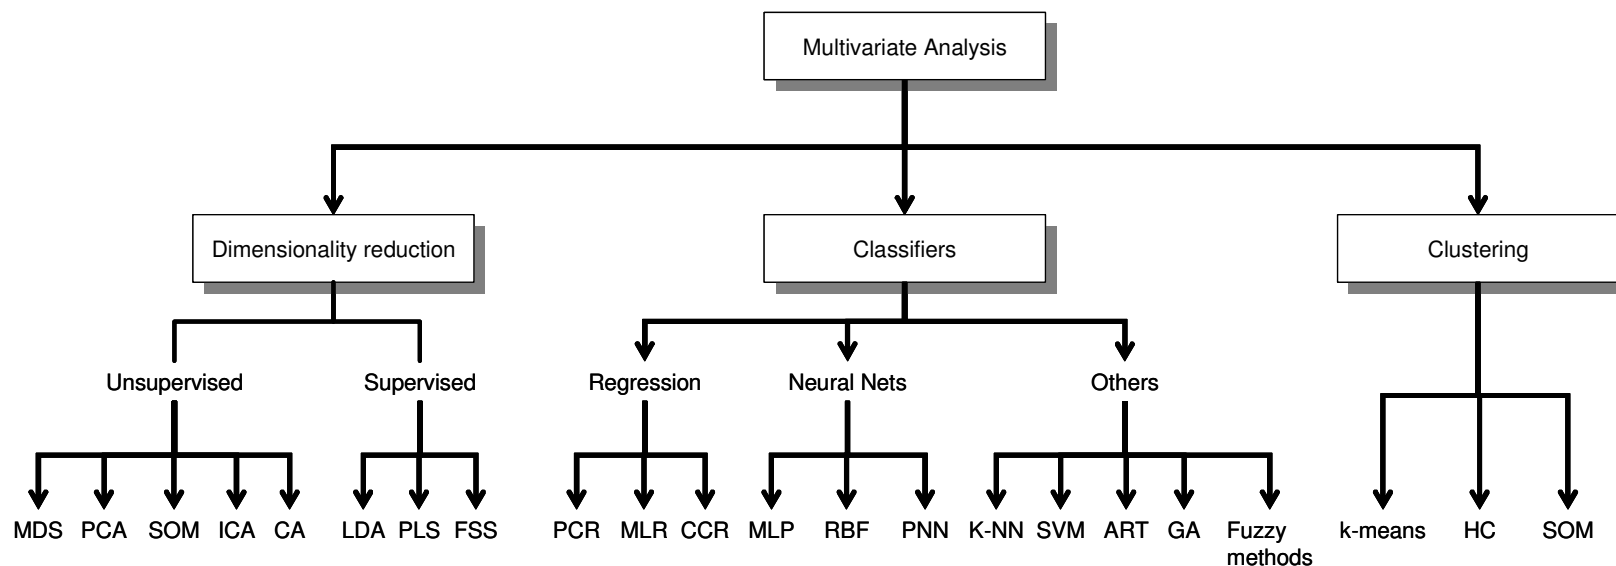 Multivariate Analysis
Dimensionality reduction
Classifiers
Clustering
Unsupervised
Supervised
Regression
Neural Nets
Others
MDS PCA SOM ICA CA
LDA PLS FSS
PCR MLR CCR
MLP RBF PNN
K-NN SVM ART GA Fuzzy
methods
k-means HC SOM